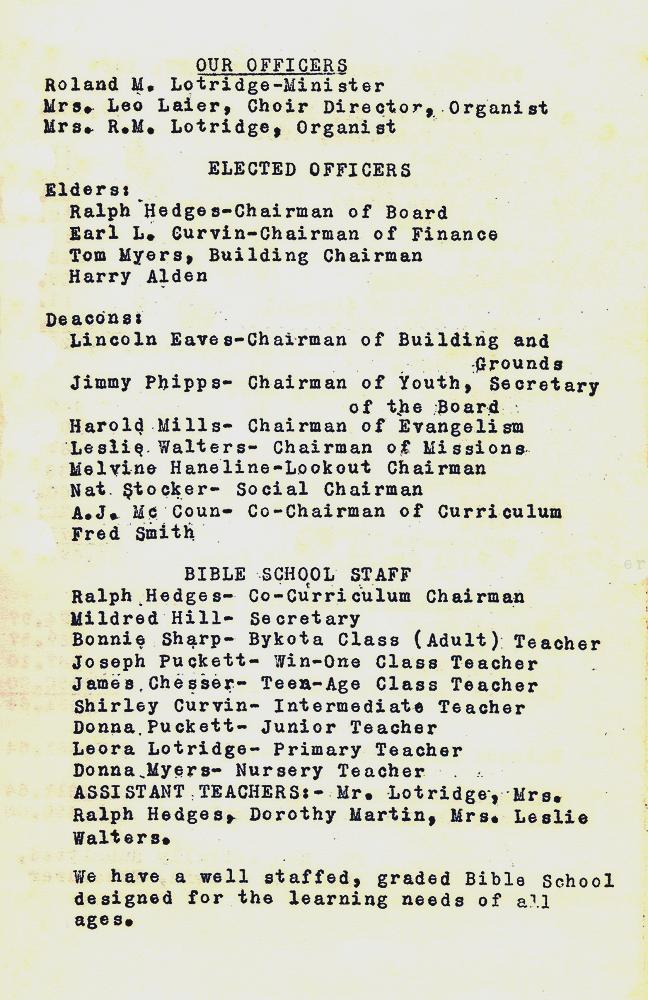 OUR OFFICERS
Roland M. Lotridge-Minister
Mrs. Leo Laier, Choir Director, Organist
Mrs. R.M. Lotridge, Organist
ELECTED OFFICERS
Elders:
Ralph Hedges-Chairman of Board
Earl L. Curvin-Chairman of Finance
Tom Myers, Building Chairman
Harry Alden
Deacons:
Lincoln Eaves-Chairman of Building and
Grounds
Jimmy Phipps- Chairman of Youth, Secretary
of the Board
Harold Mills- Chairman of Evangelism
Leslie Walters- Chairman of Missions
Melvine Haneline-Lookout Chairman
Nat Stocker- Social Chairman
A.J. Mc Coun- Co-Chairman of Curriculum
Fred Smith
BIBLE SCHOOL STAFF
Ralph Hedges- Co-Curriculum Chairman
Mildred Hill- Secretary
Bonnie Sharp- Bykota Class (Adult) Teacher
Joseph Puckett- Win-One Class Teacher
James Chesser- Teen-Age Class Teacher
Shirley Curvin- Intermediate Teacher
Donna Puckett- Junior Teacher
Leora Lotridge- Primary Teacher
Donna Myers- Nursery Teacher
ASSISTANT TEACHERS:- Mr. Lotridge, Mrs.
Ralph Hedges, Dorothy Martin, Mrs. Leslie
Walters.
We have a well staffed, graded Bible School
designed for the learning needs of all
ages.